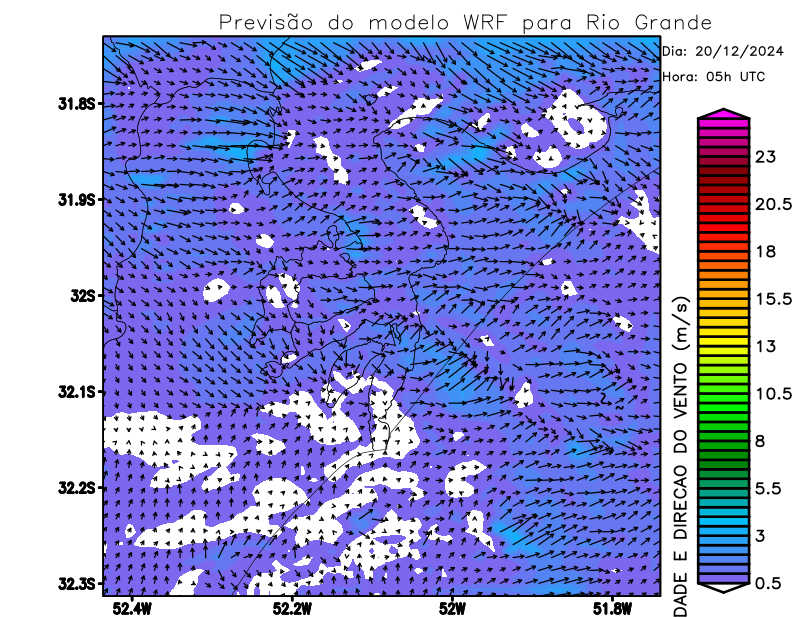 Previsão do modelo WRF para Rio Grande
Dia: 20/12/2024
Hora: 05h UTC
31.8S
31.9S
32S
32.1S
32.2S
32.3S
52.4W
52.2W
52W
51.8W
23
20.5
18
15.5
13
10.5
8
5.5
3
0.5
DADE E DIRECAO DO VENTO (m/s)